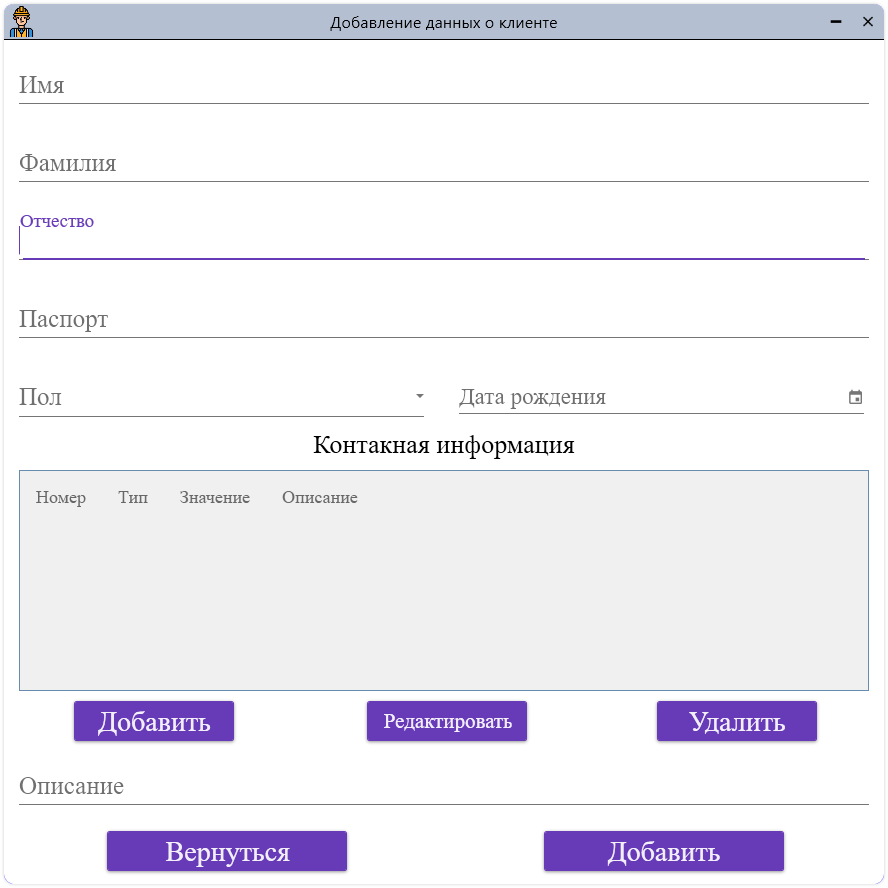 Добавление данных о клиенте
Имя
Фамилия
Отчество
Паспорт
Пол Дата рождения
Контакная информация
Номер Тип Значение Описание
Добавить Редактировать Удалить
Описание
Вернуться Добавить